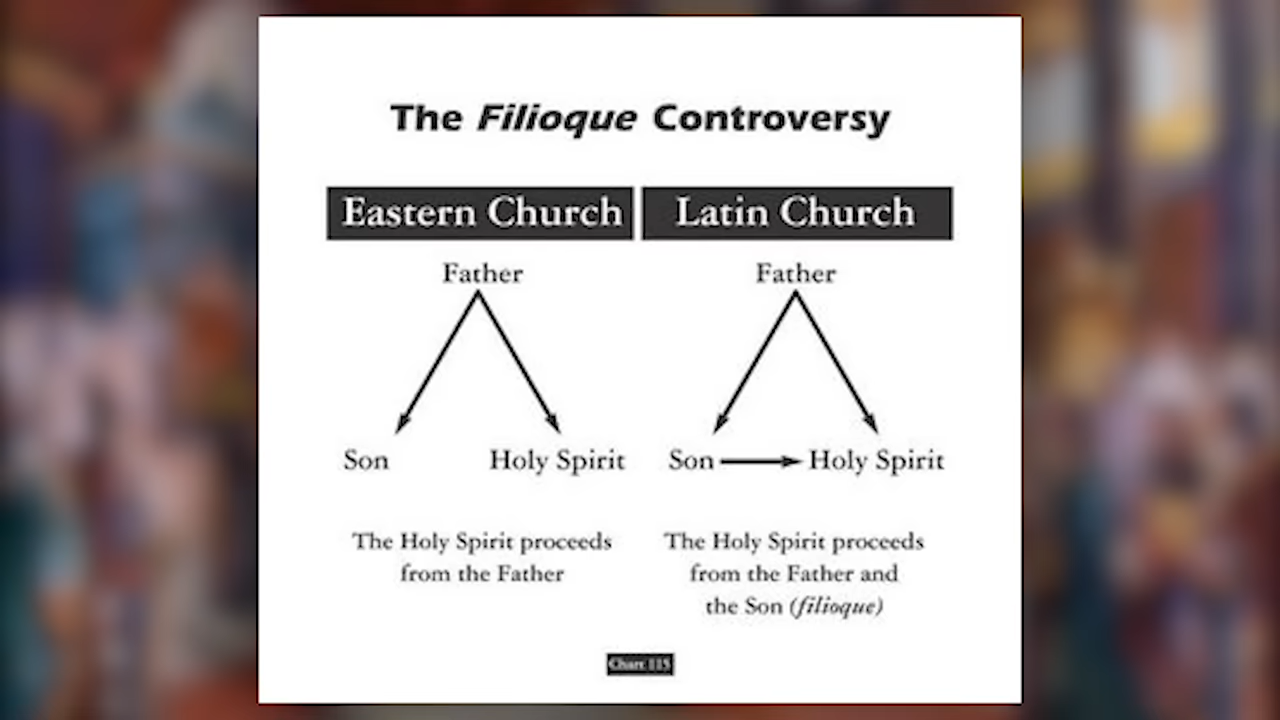 The Filioque Controversy
Eastern Church
Latin Church
Father
Father
Son
Holy Spirit
Son
Holy Spirit
The Holy Spirit proceeds
from the Father
The Holy Spirit proceeds
from the Father and
the Son (filioque)
Chart 115